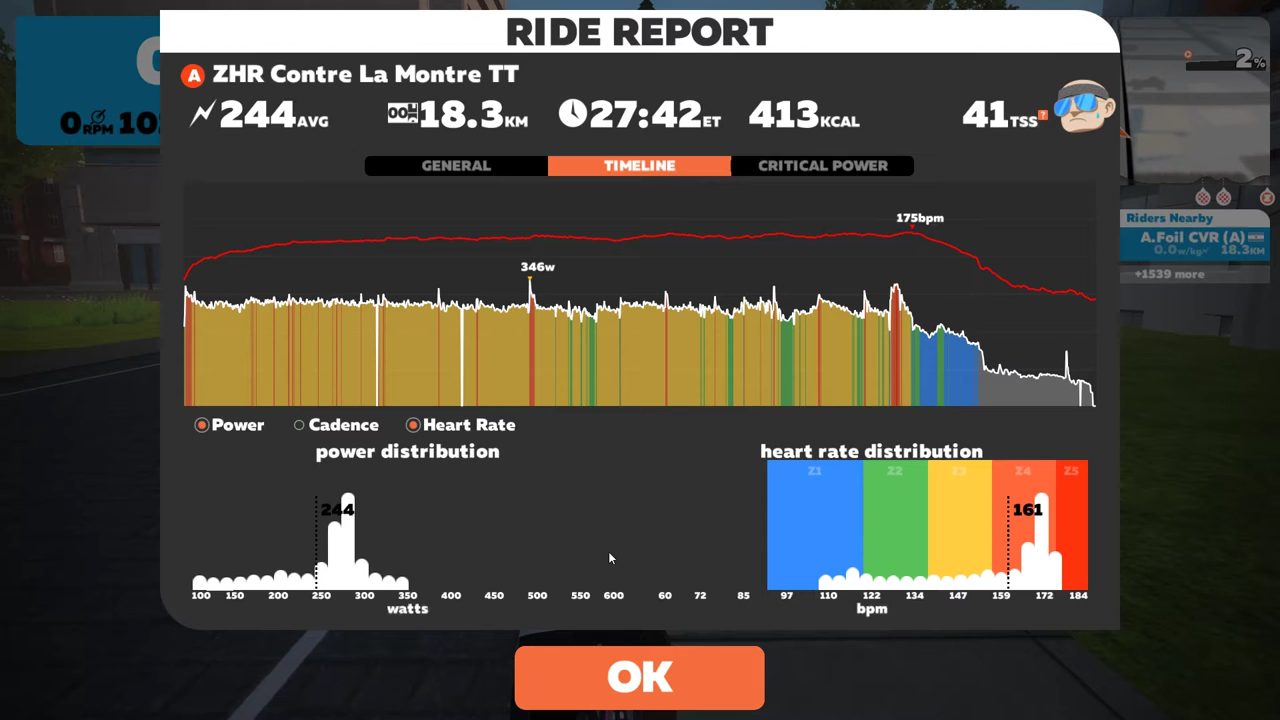 RIDE REPORT
A ZHR Contre La Montre TT
244AVG 18.3KM 27:42ET 413KCAL 41TSS ?
GENERAL TIMELINE CRITICAL POWER
175bpm
346w
Power Cadence Heart Rate
power distribution
244
100 150 200 250 300 350 400 450 500 550 600
watts
heart rate distribution
Z1 Z2 Z3 Z4 Z5
161
60 72 85 97 110 122 134 147 159 172 184
bpm
OK
0RPM
2%
Riders Nearby
A.Foil CVR (A)
0.0w/kg 18.3KM
+1539 more